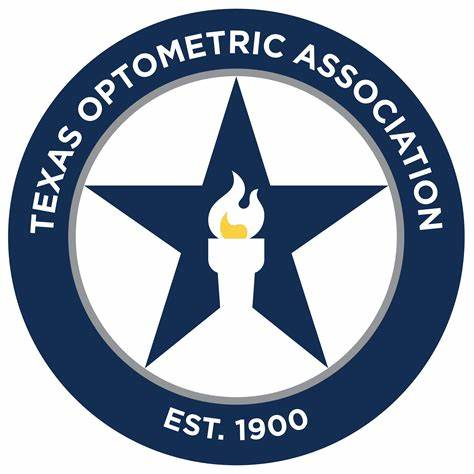 TEXAS OPTOMETRIC ASSOCIATION
EST. 1900